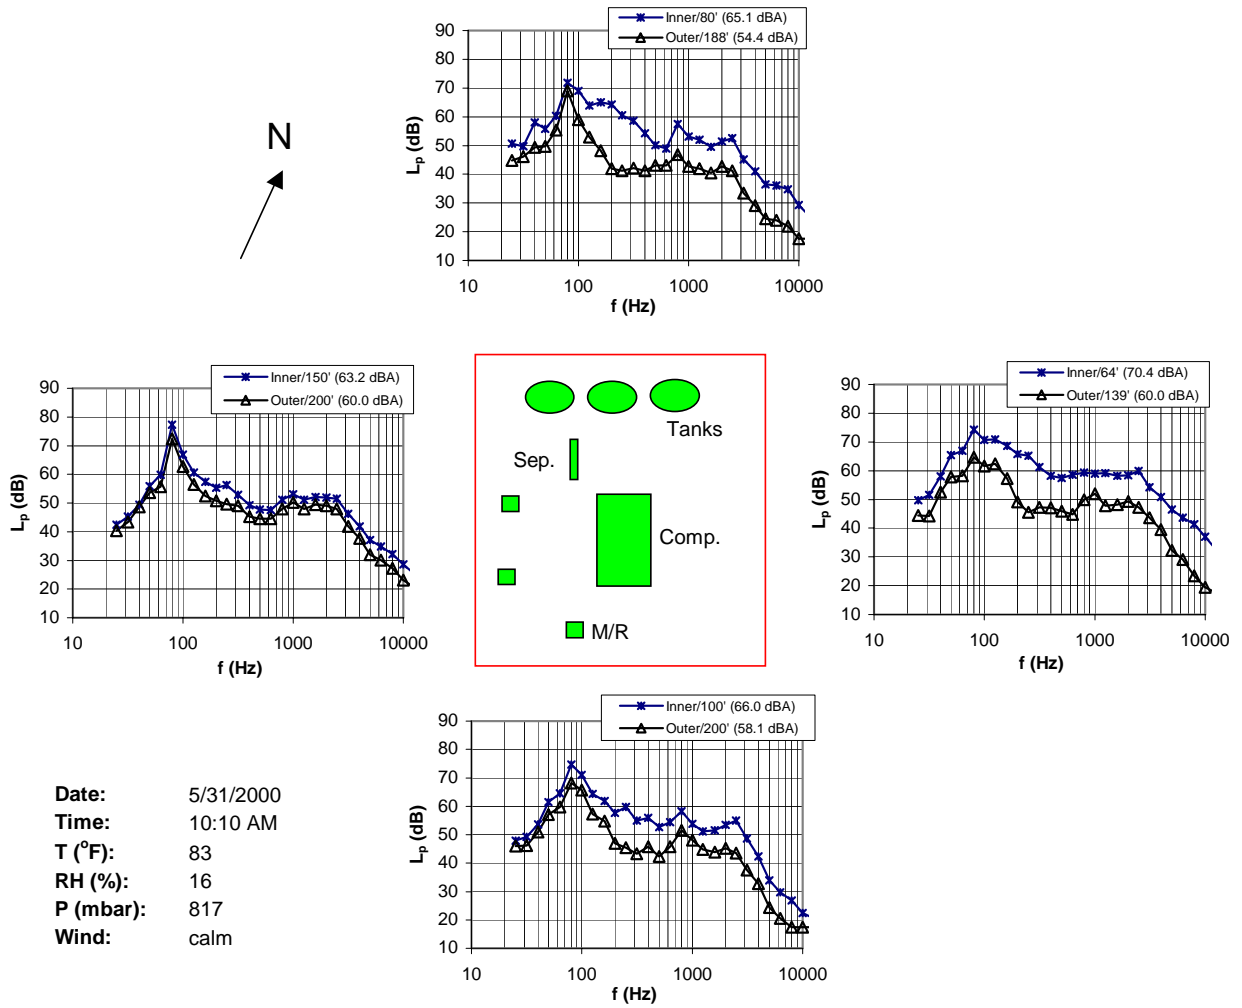 Inner/80' (65.1 dBA)
Outer/188' (54.4 dBA)
90
80
70
60
50
40
30
20
10
Lp (dB)
10
100
1000
10000
f (Hz)
N
Inner/150' (63.2 dBA)
Outer/200' (60.0 dBA)
90
80
70
60
50
40
30
20
10
Lp (dB)
10
100
1000
10000
f (Hz)
Tanks
Sep.
Comp.
M/R
Inner/64' (70.4 dBA)
Outer/139' (60.0 dBA)
90
80
70
60
50
40
30
20
10
Lp (dB)
10
100
1000
10000
f (Hz)
Inner/100' (66.0 dBA)
Outer/200' (58.1 dBA)
90
80
70
60
50
40
30
20
10
Lp (dB)
10
100
1000
10000
f (Hz)
Date: 5/31/2000
Time: 10:10 AM
T (°F): 83
RH (%): 16
P (mbar): 817
Wind: calm